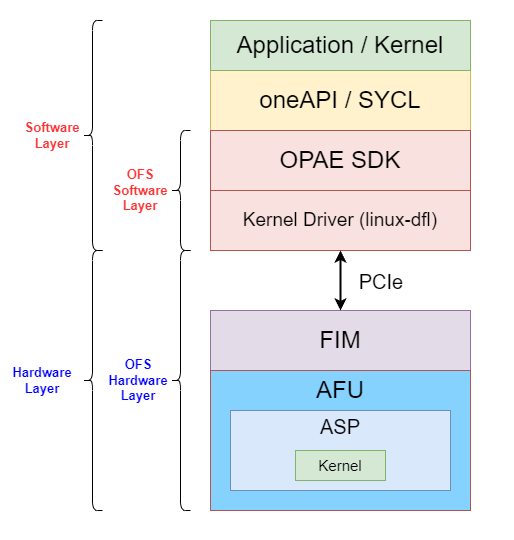 Application / Kernel
oneAPI / SYCL
Software
Layer
OPAE SDK
OFS
Software
Layer
Kernel Driver (linux-dfl)
PCIe
FIM
Hardware
Layer
OFS
Hardware
Layer
AFU
ASP
Kernel